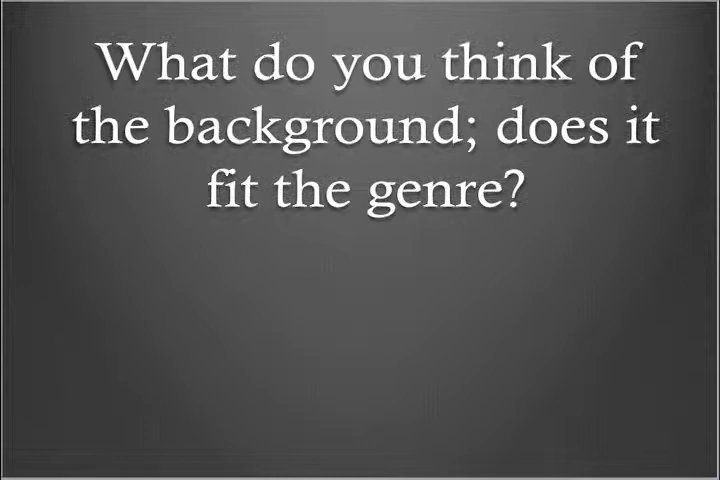 What do you think of
the background; does it
fit the genre?